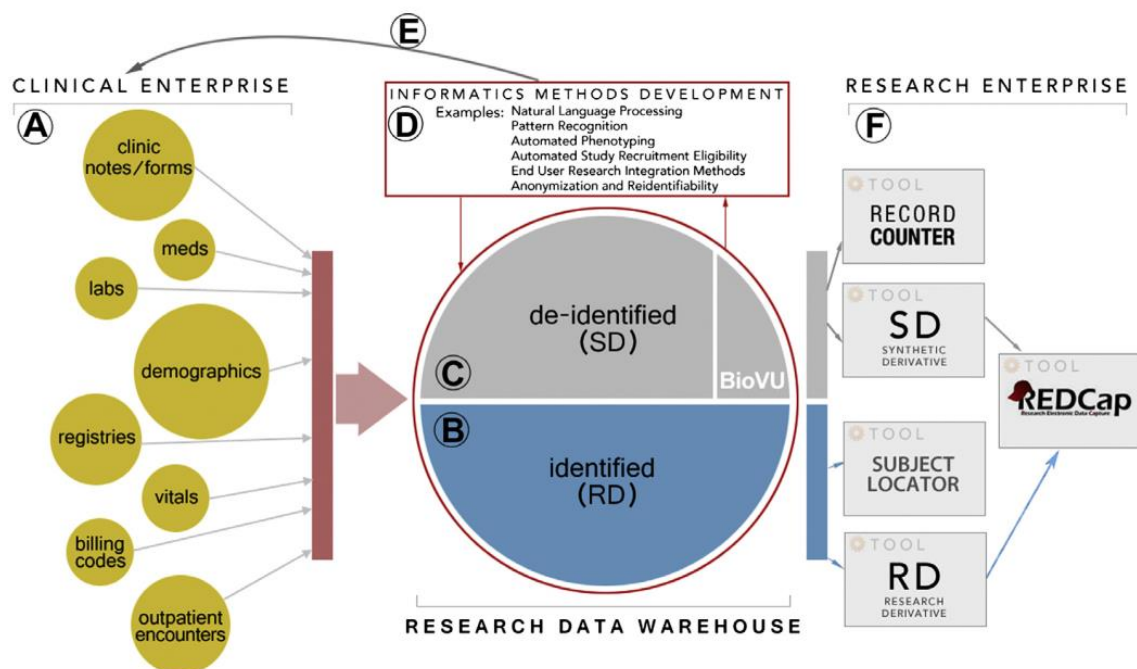 E
CLINICAL ENTERPRISE
A
clinic
notes/forms
meds
labs
demographics
registries
vitals
billing
codes
outpatient
encounters
INFORMATICS METHODS DEVELOPMENT
D
Examples: Natural Language Processing
Pattern Recognition
Automated Phenotyping
Automated Study Recruitment Eligibility
End User Research Integration Methods
Anonymization and Reidentifiability
de-identified
(SD)
C
BioVU
B
identified
(RD)
RESEARCH DATA WAREHOUSE
RESEARCH ENTERPRISE
F
TOOL
RECORD
COUNTER
TOOL
SD
SYNTHETIC
DERIVATIVE
TOOL
REDCap
Research Electronic Data Capture
TOOL
SUBJECT
LOCATOR
TOOL
RD
RESEARCH
DERIVATIVE